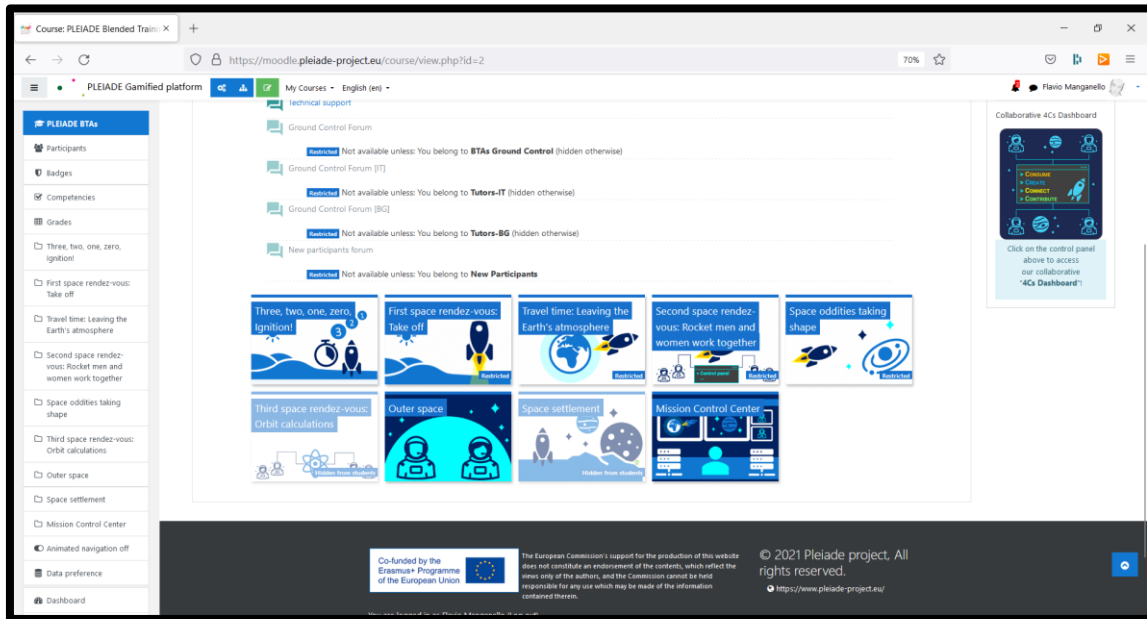 Course: PLEIADE Blended Traini
https://moodle.pleiade-project.eu/course/view.php?id=2
70%
PLEIADE Gamified platform
My Courses
English (en)
Flavio Manganello
PLEIADE BTAs
Participants
Badges
Competencies
Grades
Three, two, one, zero,
Ignition!
First space rendez-vous:
Take off
Travel time: Leaving the
Earth's atmosphere
Second space rendez-
vous: Rocket men and
women work together
Space oddities taking
shape
Third space rendez-vous:
Orbit calculations
Outer space
Space settlement
Mission Control Center
Animated navigation off
Data preference
Dashboard
Technical support
Ground Control Forum
Restricted Not available unless: You belong to BTAs Ground Control (hidden otherwise)
Ground Control Forum [IT]
Restricted Not available unless: You belong to Tutors-IT (hidden otherwise)
Ground Control Forum [BG]
Restricted Not available unless: You belong to Tutors-BG (hidden otherwise)
New participants forum
Restricted Not available unless: You belong to New Participants
Three, two, one, zero,
Ignition!
3 2 1
First space rendez-vous:
Take off
Restricted
Travel time: Leaving the
Earth's atmosphere
Restricted
Second space rendez-
vous: Rocket men and
women work together
> Control panel
Restricted
Space oddities taking
shape
Restricted
Third space rendez-vous:
Orbit calculations
Hidden from students
Outer space
Space settlement
Hidden from students
Mission Control Center
Collaborative 4Cs Dashboard
> CONSUME
> CREATE
> CONNECT
> CONTRIBUTE
Click on the control panel
above to access
our collaborative
"4Cs Dashboard"!
Co-funded by the
Erasmus+ Programme
of the European Union
The European Commission's support for the production of this website
does not constitute an endorsement of the contents, which reflect the
views only of the authors, and the Commission cannot be held
responsible for any use which may be made of the information
contained therein.
© 2021 Pleiade project, All
rights reserved.
https://www.pleiade-project.eu/
You are logged in as Flavio Manganello (Log out)